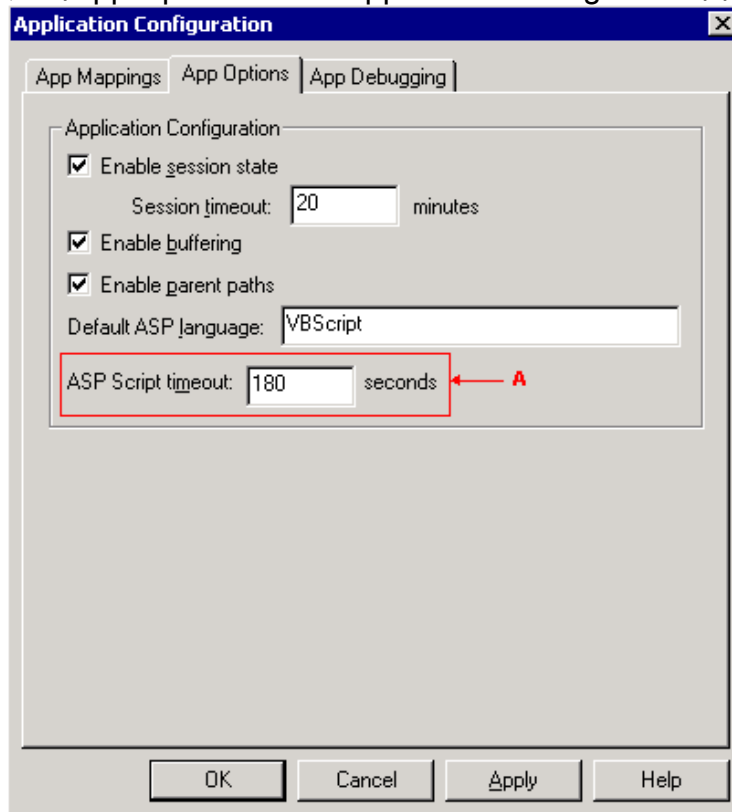 Application Configuration
App Mappings App Options App Debugging
Application Configuration
Enable session state
Session timeout: 20 minutes
Enable buffering
Enable parent paths
Default ASP language: VBScript
ASP Script timeout: 180 seconds A
OK Cancel Apply Help